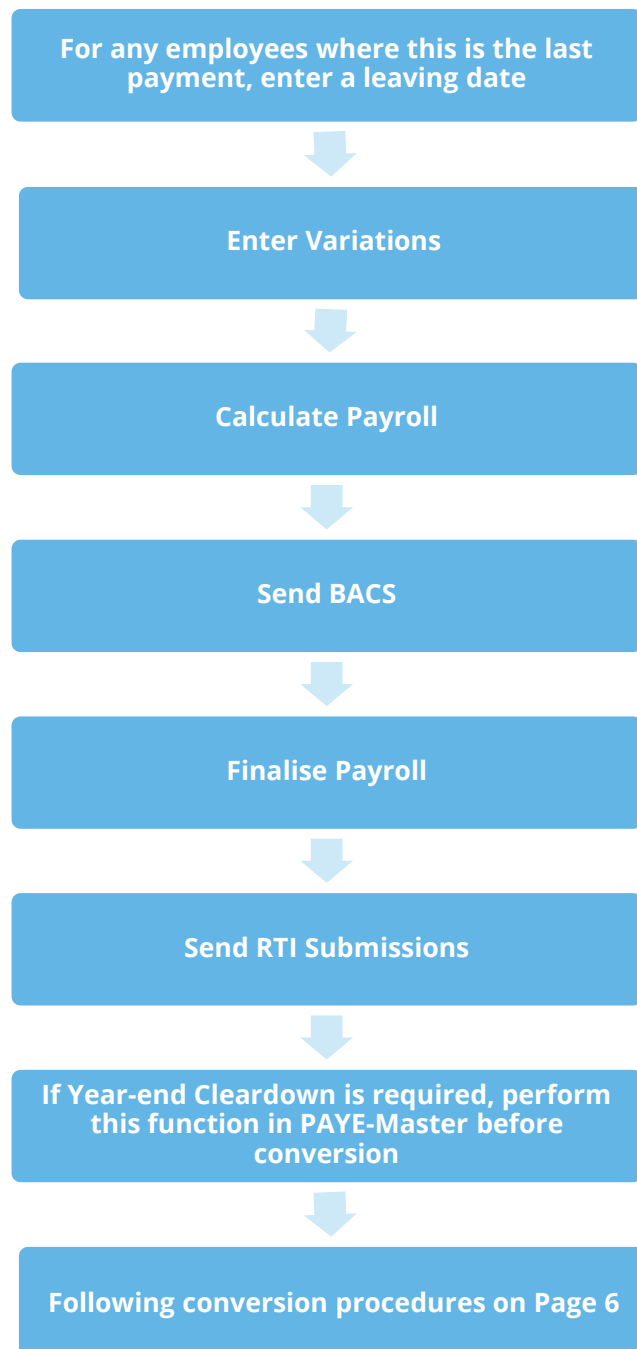 For any employees where this is the last
payment, enter a leaving date
Enter Variations
Calculate Payroll
Send BACS
Finalise Payroll
Send RTI Submissions
If Year-end Cleardown is required, perform
this function in PAYE-Master before
conversion
Following conversion procedures on Page 6